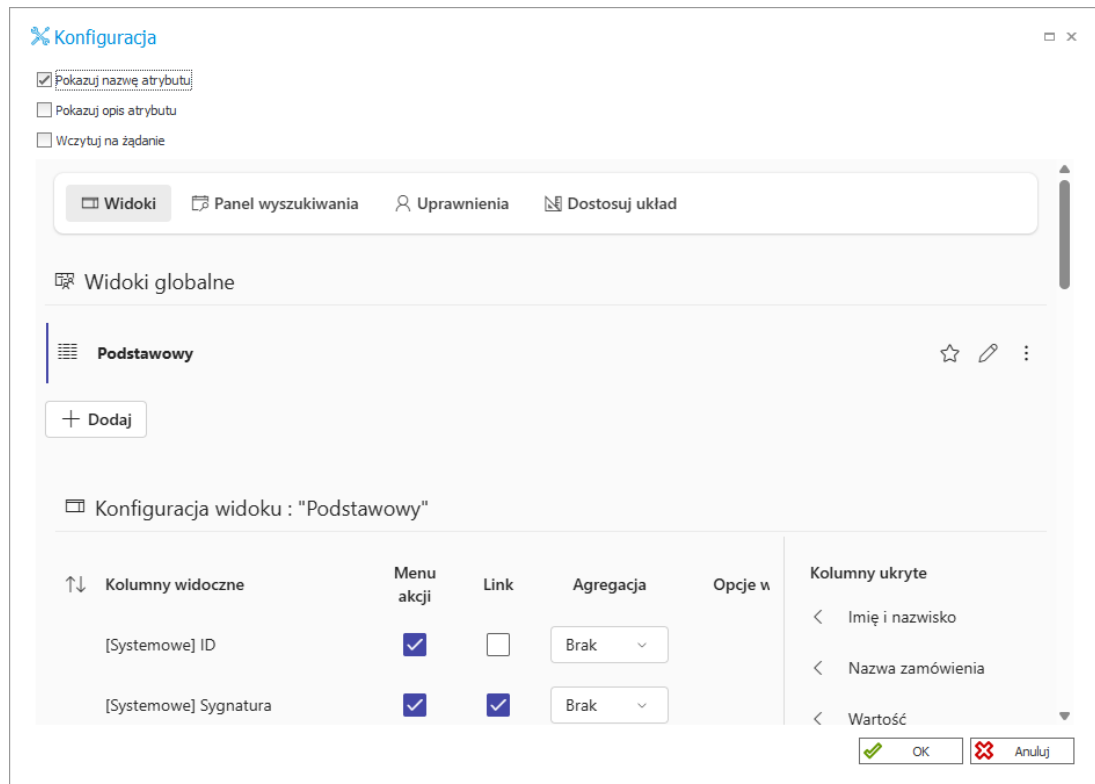 Konfiguracja
Pokazuj nazwę atrybutu
Pokazuj opis atrybutu
Wczytuj na żądanie
Widoki Panel wyszukiwania Uprawnienia Dostosuj układ
Widoki globalne
Podstawowy
Dodaj
Konfiguracja widoku : "Podstawowy"
Kolumny widoczne Menu akcji Link Agregacja Opcje w
[Systemowe] ID Brak
[Systemowe] Sygnatura Brak
Kolumny ukryte
Imię i nazwisko
Nazwa zamówienia
Wartość
OK Anuluj